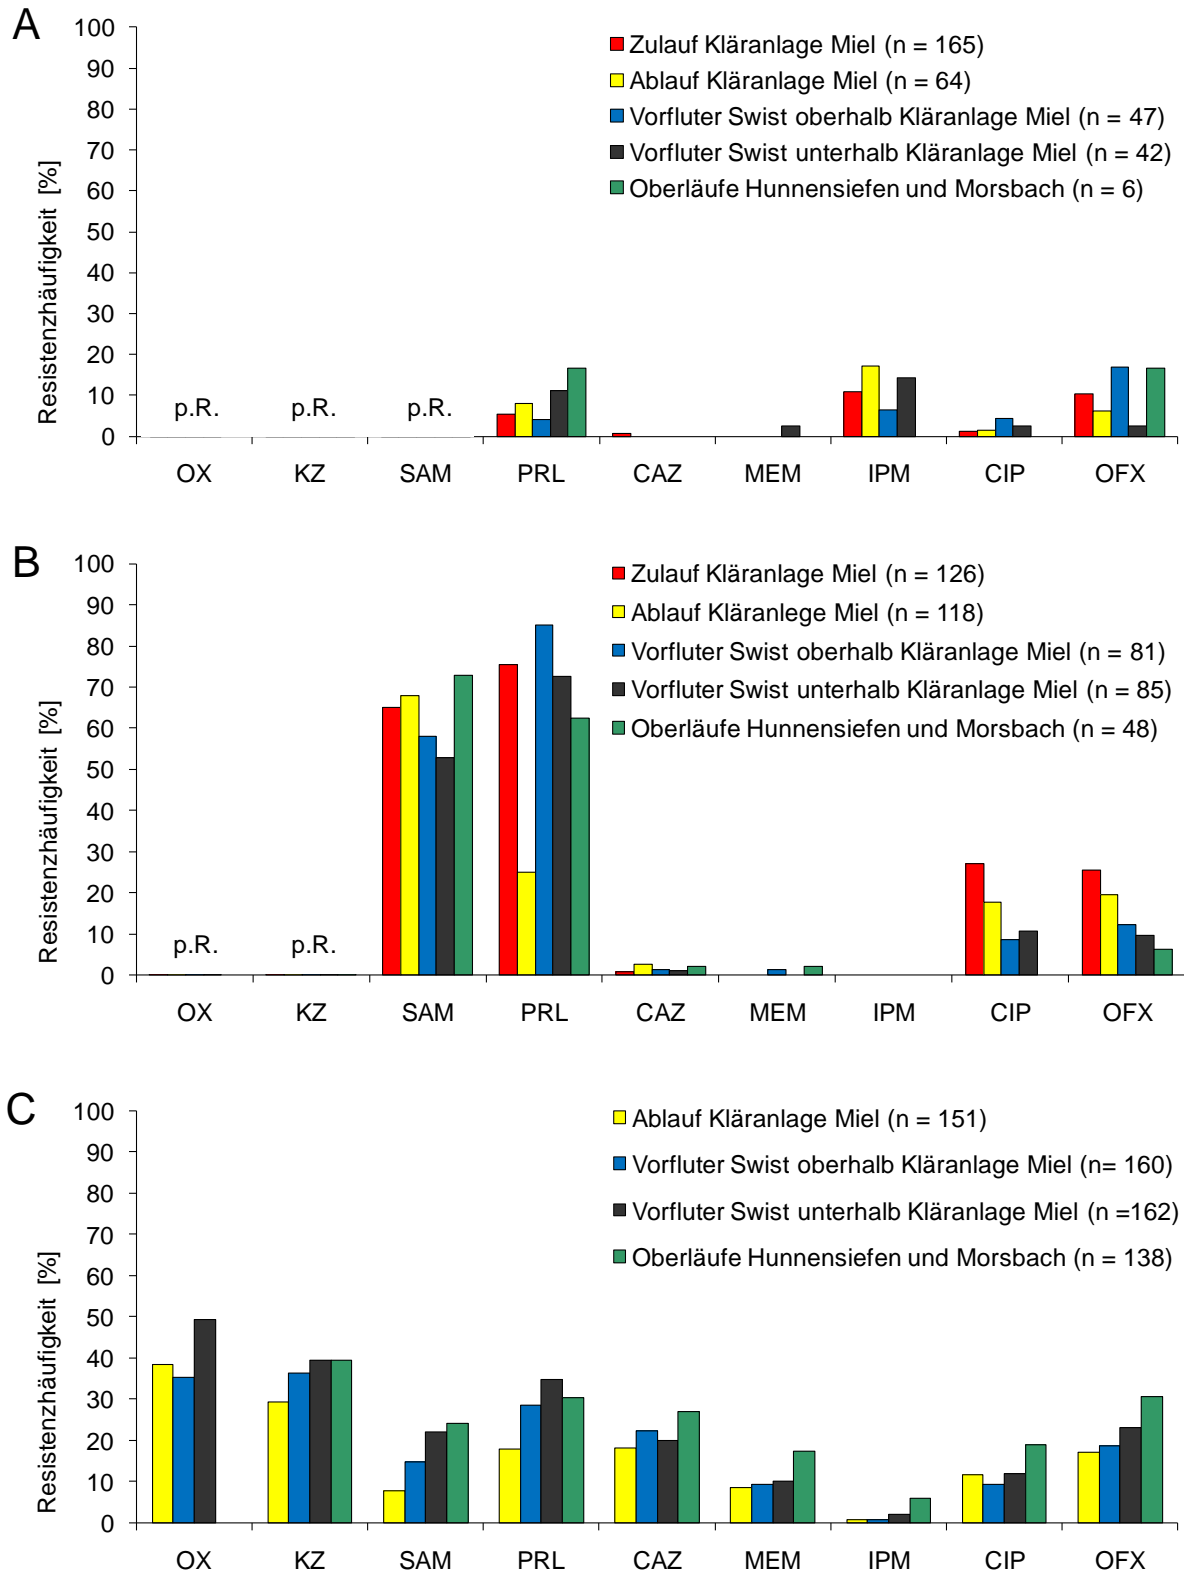 A
100
90
80
70
60
50
40
30
20
10
0
Resistenzhäufigkeit [%]
Zulauf Kläranlage Miel (n = 165)
Ablauf Kläranlage Miel (n = 64)
Vorfluter Swist oberhalb Kläranlage Miel (n = 47)
Vorfluter Swist unterhalb Kläranlage Miel (n = 42)
Oberläufe Hunnensiefen und Morsbach (n = 6)
p.R. p.R. p.R.
OX KZ SAM PRL CAZ MEM IPM CIP OFX
B
100
90
80
70
60
50
40
30
20
10
0
Resistenzhäufigkeit [%]
Zulauf Kläranlage Miel (n = 126)
Ablauf Kläranlege Miel (n = 118)
Vorfluter Swist oberhalb Kläranlage Miel (n = 81)
Vorfluter Swist unterhalb Kläranlage Miel (n = 85)
Oberläufe Hunnensiefen und Morsbach (n = 48)
p.R. p.R.
OX KZ SAM PRL CAZ MEM IPM CIP OFX
C
100
90
80
70
60
50
40
30
20
10
0
Resistenzhäufigkeit [%]
Ablauf Kläranlage Miel (n = 151)
Vorfluter Swist oberhalb Kläranlage Miel (n= 160)
Vorfluter Swist unterhalb Kläranlage Miel (n =162)
Oberläufe Hunnensiefen und Morsbach (n = 138)
OX KZ SAM PRL CAZ MEM IPM CIP OFX